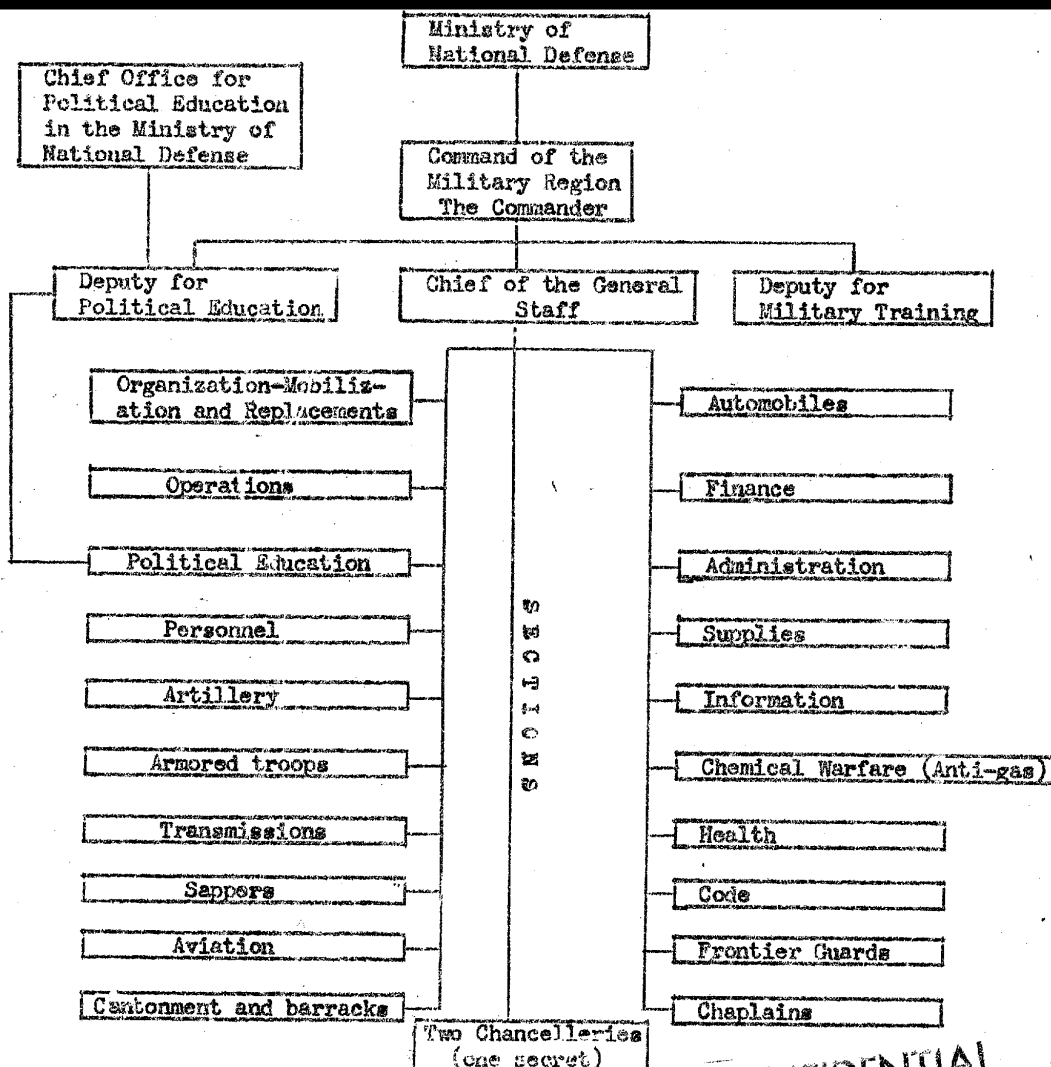 Ministry of
National Defense
Chief Office for
Political Education
in the Ministry of
National Defense
Command of the
Military Region
The Commander
Deputy for
Political Education
Chief of the General
Staff
Deputy for
Military Training
Organization-Mobiliz-
ation and Replacements
Operations
Political Education
Personnel
Artillery
Armored troops
Transmissions
Sappers
Aviation
Cantonment and barracks
SECTIONS
Automobiles
Finance
Administration
Supplies
Information
Chemical Warfare (Anti-gas)
Health
Code
Frontier Guards
Chaplains
Two Chancelleries
(one secret)